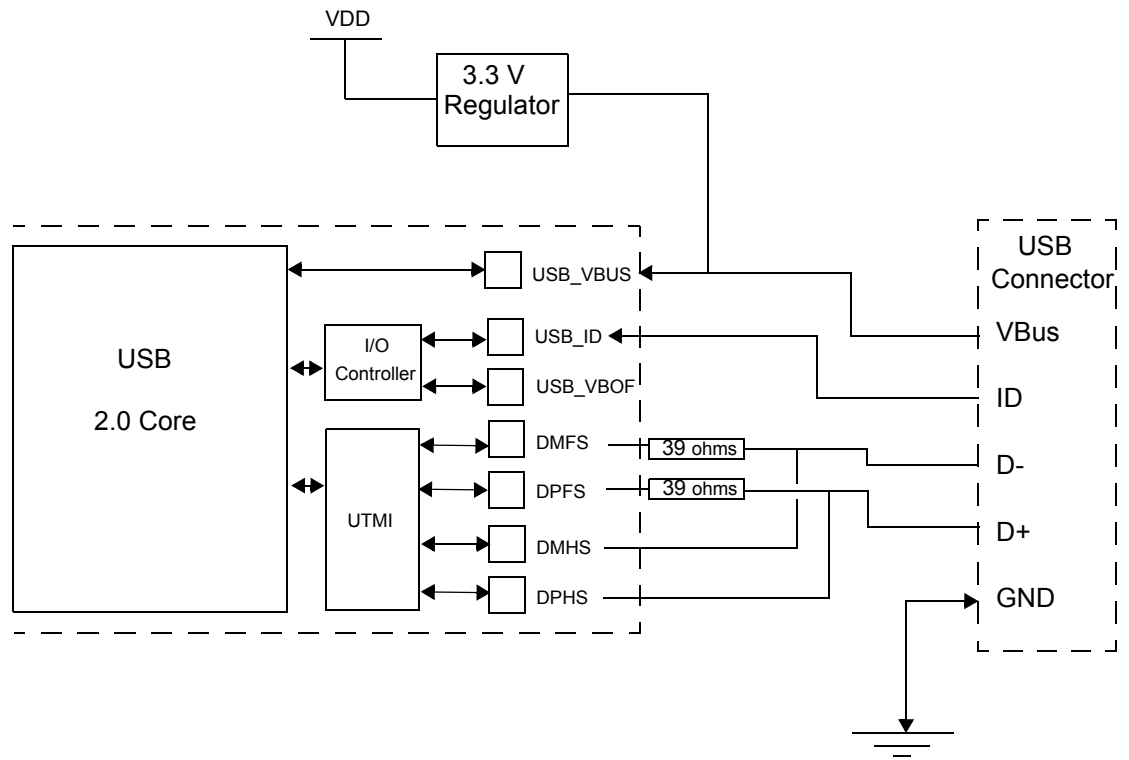 VDD
3.3 V
Regulator
USB
Connector
USB_VBUS
VBus
I/O
Controller
USB_ID
USB
2.0 Core
USB_VBOF
ID
DMFS
39 ohms
D-
DPFS
39 ohms
UTMI
D+
DMHS
DPHS
GND